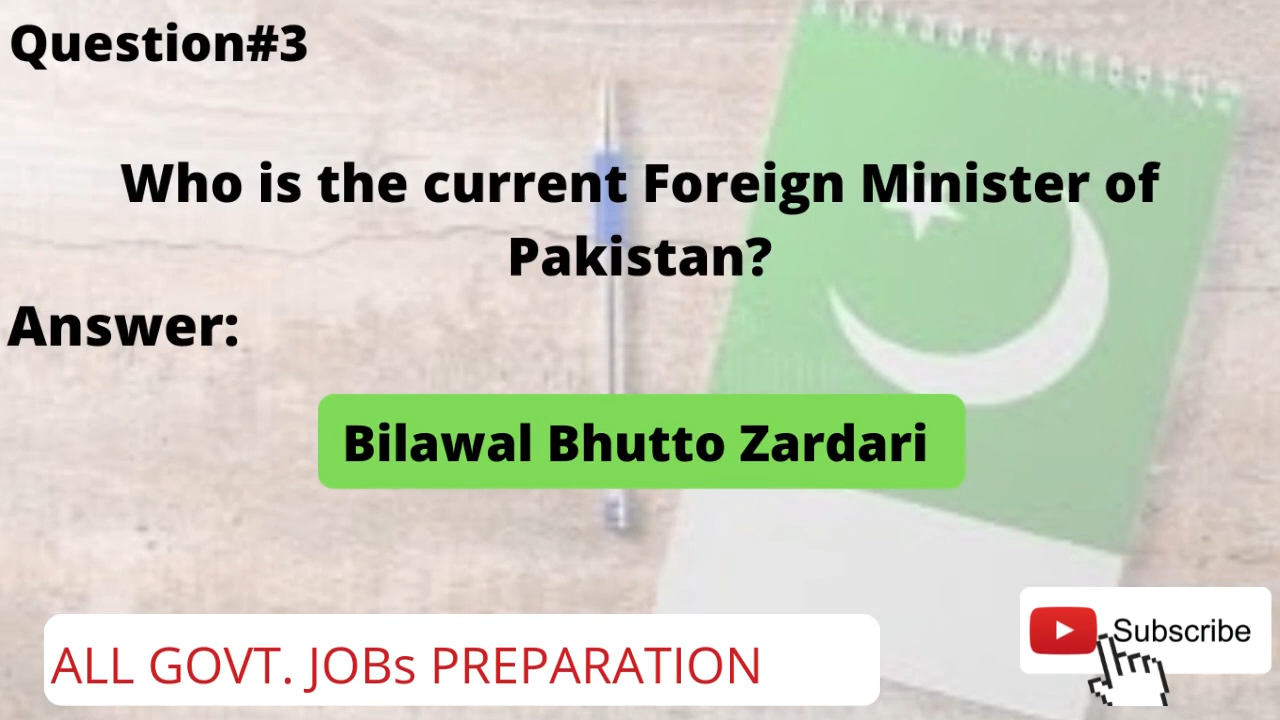 Question#3
Who is the current Foreign Minister of
Pakistan?
Answer:
Bilawal Bhutto Zardari
ALL GOVT. JOBs PREPARATION
Subscribe